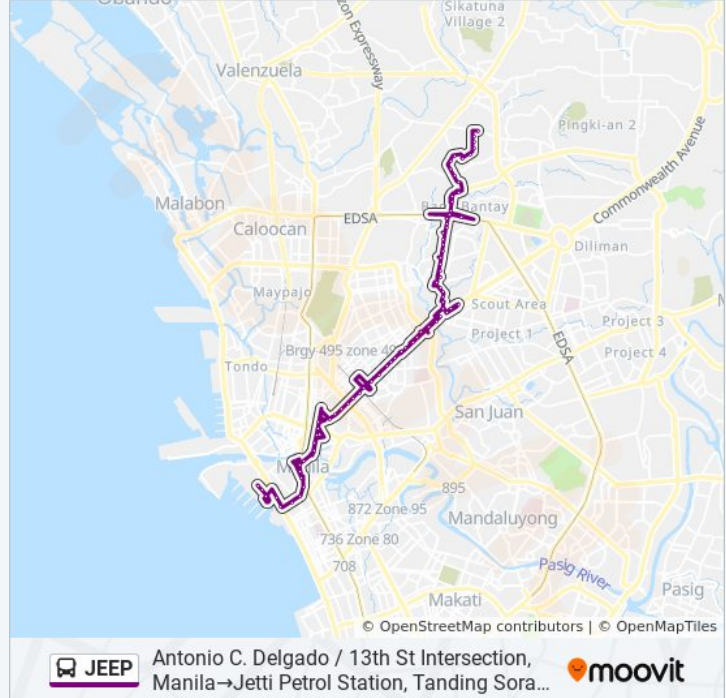 Obando
Sikatuna
Village 2
zon Expressway
Valenzuela
Pingki-an 2
Commonwealth Avenue
Malabon
Bantay
EDSA
Caloocan
Diliman
Maypajo
Scout Area
Project 1
Project 3
EDSA
Brgy 495 zone 49
Project 4
Tondo
San Juan
Manila
895
872 Zone 95
Mandaluyong
736 Zone 80
708
Pasig River
Pasig
Makati
© OpenStreetMap contributors | © OpenMapTiles
JEEP
Antonio C. Delgado / 13th St Intersection,
Manila→Jetti Petrol Station, Tanding Sora...
moovit